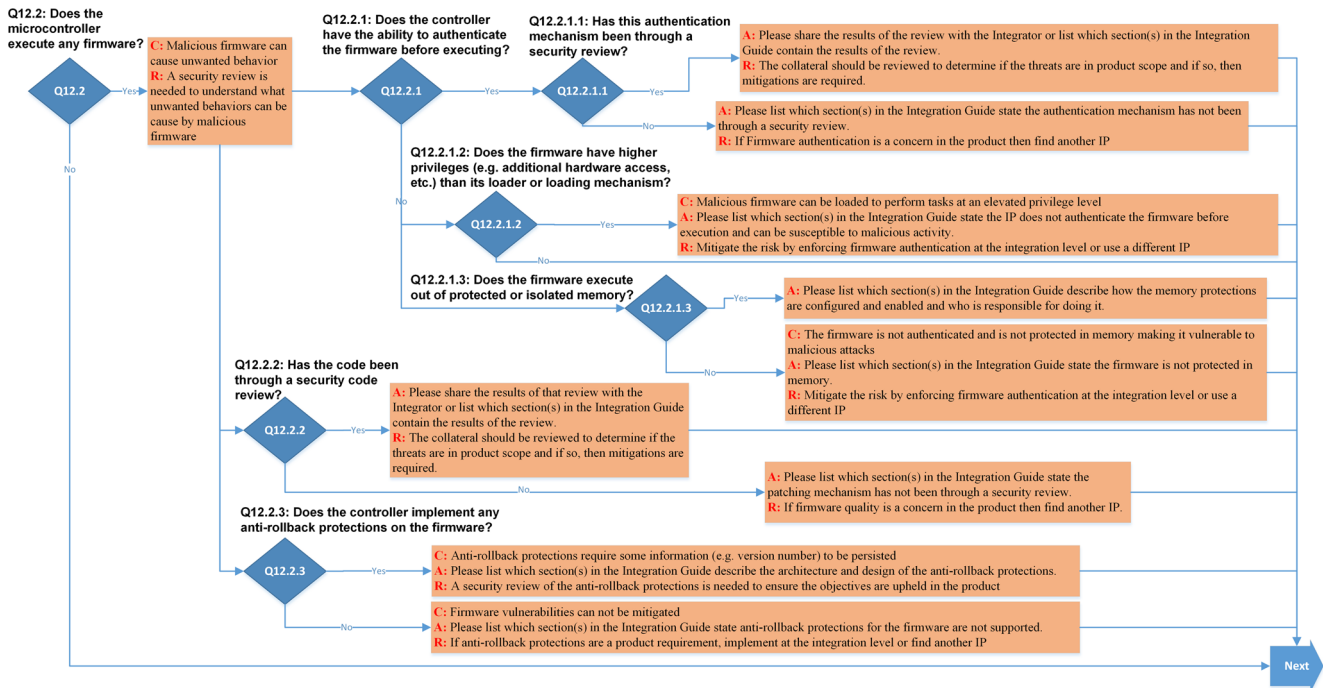 Q12.2: Does the
microcontroller
execute any firmware?
Q12.2
Yes
No
C: Malicious firmware can
cause unwanted behavior
R: A security review is
needed to understand what
unwanted behaviors can be
cause by malicious
firmware
Q12.2.1: Does the controller
have the ability to authenticate
the firmware before executing?
Q12.2.1
Yes
No
Q12.2.1.1: Has this authentication
mechanism been through a
security review?
Q12.2.1.1
Yes
A: Please share the results of the review with the Integrator or list which section(s) in the Integration
Guide contain the results of the review.
R: The collateral should be reviewed to determine if the threats are in product scope and if so, then
mitigations are required.
No
A: Please list which section(s) in the Integration Guide state the authentication mechanism has not been
through a security review.
R: If Firmware authentication is a concern in the product then find another IP
Q12.2.1.2: Does the firmware have higher
privileges (e.g. additional hardware access,
etc.) than its loader or loading mechanism?
Q12.2.1.2
Yes
C: Malicious firmware can be loaded to perform tasks at an elevated privilege level
A: Please list which section(s) in the Integration Guide state the IP does not authenticate the firmware before
execution and can be susceptible to malicious activity.
R: Mitigate the risk by enforcing firmware authentication at the integration level or use a different IP
No
Q12.2.1.3: Does the firmware execute
out of protected or isolated memory?
Q12.2.1.3
Yes
A: Please list which section(s) in the Integration Guide describe how the memory protections
are configured and enabled and who is responsible for doing it.
No
C: The firmware is not authenticated and is not protected in memory making it vulnerable to
malicious attacks
A: Please list which section(s) in the Integration Guide state the firmware is not protected in
memory.
R: Mitigate the risk by enforcing firmware authentication at the integration level or use
a different IP
Q12.2.2: Has the code been
through a security code
review?
Q12.2.2
Yes
A: Please share the results of that review with the
Integrator or list which section(s) in the Integration Guide
contain the results of the review.
R: The collateral should be reviewed to determine if the
threats are in product scope and if so, then mitigations are
required.
No
A: Please list which section(s) in the Integration Guide state the
patching mechanism has not been through a security review.
R: If firmware quality is a concern in the product then find another IP.
Q12.2.3: Does the controller implement any
anti-rollback protections on the firmware?
Q12.2.3
Yes
C: Anti-rollback protections require some information (e.g. version number) to be persisted
A: Please list which section(s) in the Integration Guide describe the architecture and design of the anti-rollback protections.
R: A security review of the anti-rollback protections is needed to ensure the objectives are upheld in the product
No
C: Firmware vulnerabilities can not be mitigated
A: Please list which section(s) in the Integration Guide state anti-rollback protections for the firmware are not supported.
R: If anti-rollback protections are a product requirement, implement at the integration level or find another IP
Next